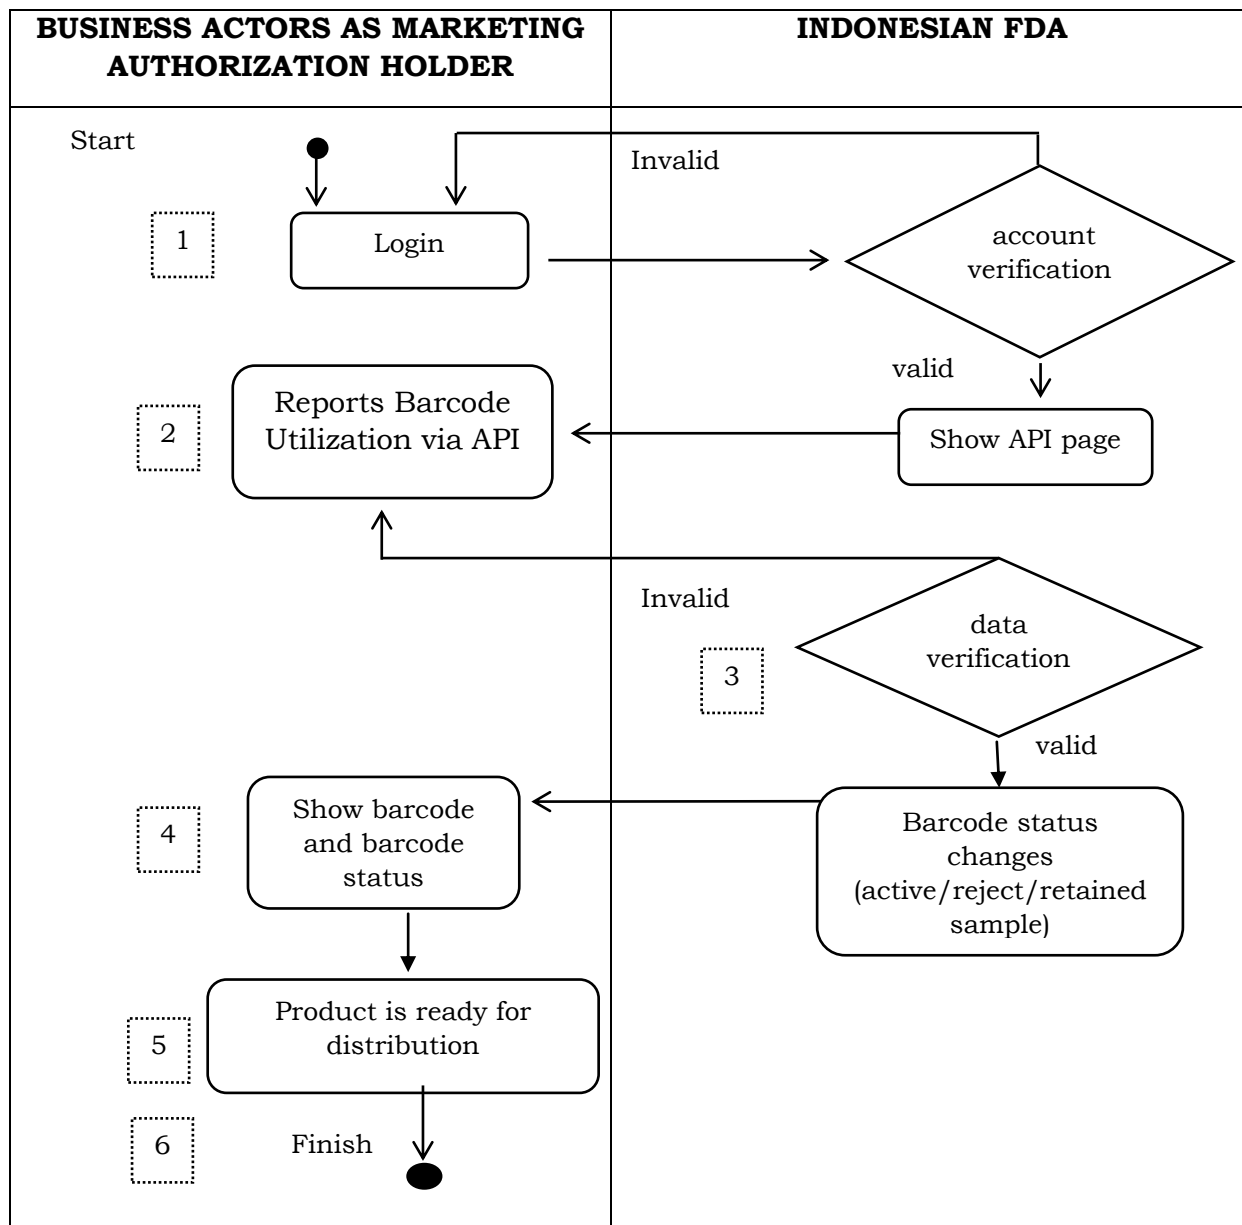 BUSINESS ACTORS AS MARKETING
AUTHORIZATION HOLDER
INDONESIAN FDA
Start
Invalid
1
Login
account
verification
valid
2
Reports Barcode
Utilization via API
Show API page
Invalid
3
data
verification
valid
4
Show barcode
and barcode
status
Barcode status
changes
(active/reject/retained
sample)
5
Product is ready for
distribution
6
Finish